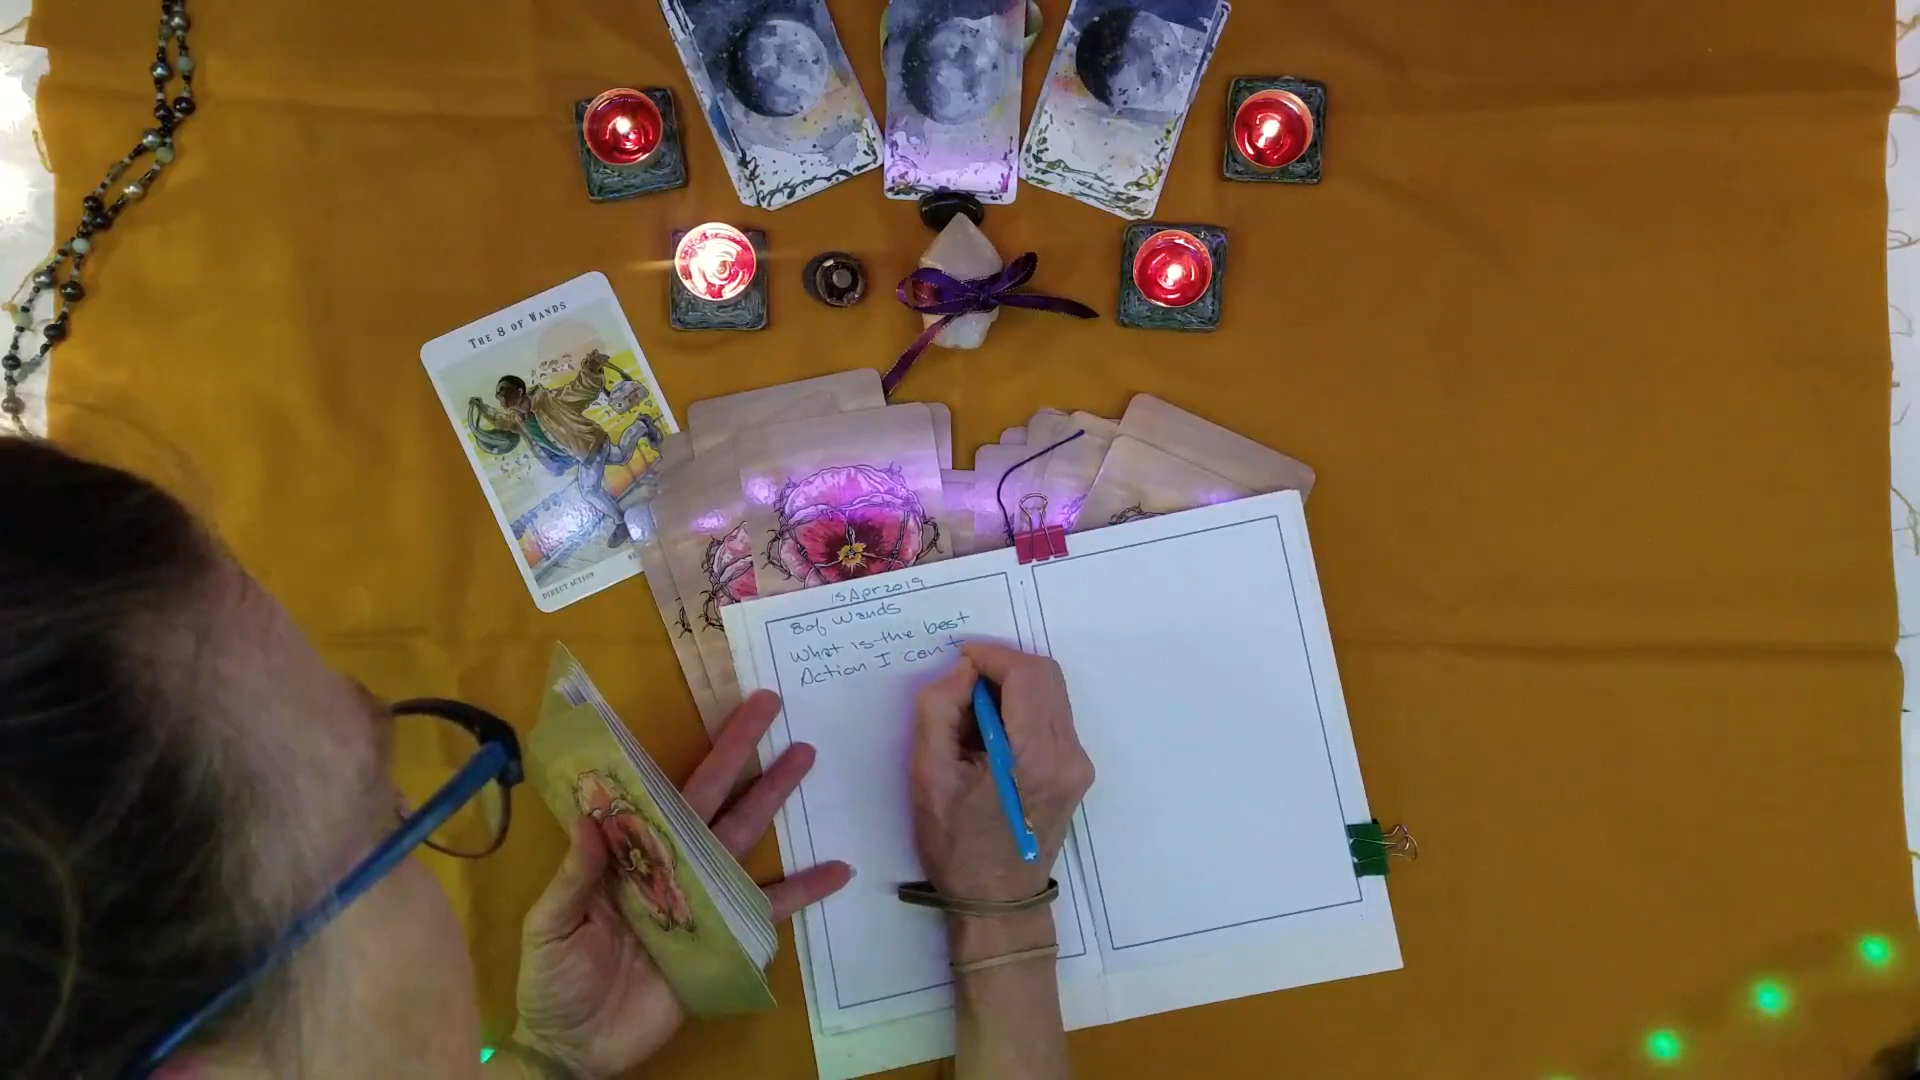 THE 8 OF WANDS
DIRECT ACTION
15 Apr 2019
8 of Wands
What is the best
Action I can t